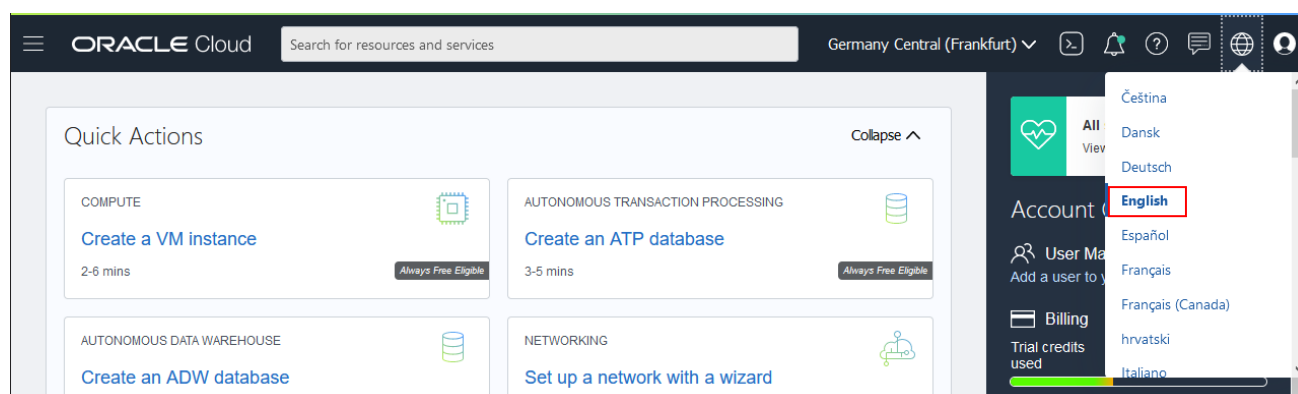 ORACLE Cloud
Search for resources and services
Germany Central (Frankfurt)
Quick Actions
Collapse
COMPUTE
Create a VM instance
2-6 mins
Always Free Eligible
AUTONOMOUS TRANSACTION PROCESSING
Create an ATP database
3-5 mins
Always Free Eligible
AUTONOMOUS DATA WAREHOUSE
Create an ADW database
NETWORKING
Set up a network with a wizard
All
View
Account
User Ma
Add a user to y
Billing
Trial credits
used
Čeština
Dansk
Deutsch
English
Español
Français
Français (Canada)
hrvatski
Italiano